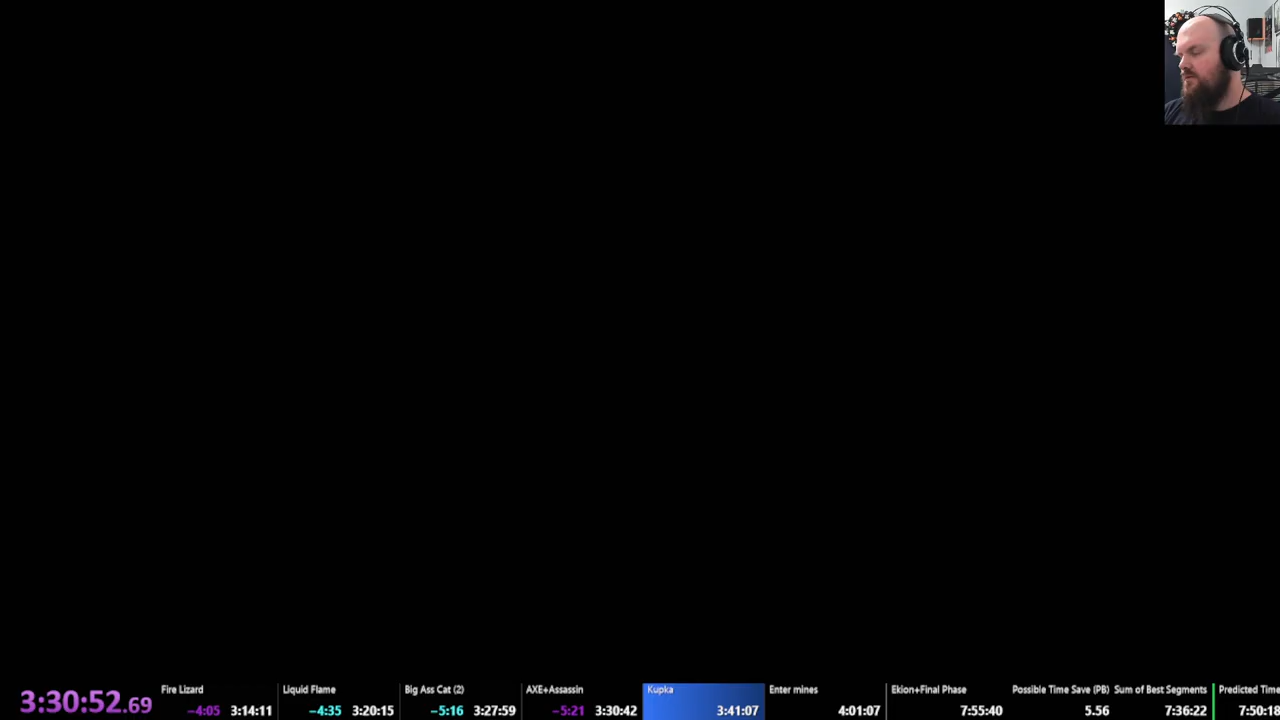 3:30:52.69
Fire Lizard
−4:05 3:14:11
Liquid Flame
−4:35 3:20:15
Big Ass Cat (2)
−5:16 3:27:59
AXE+Assassin
−5:21 3:30:42
Kupka
3:41:07
Enter mines
4:01:07
Ekion+Final Phase
7:55:40
Possible Time Save (PB)
5.56
Sum of Best Segments
7:36:22
Predicted Time
7:50:18